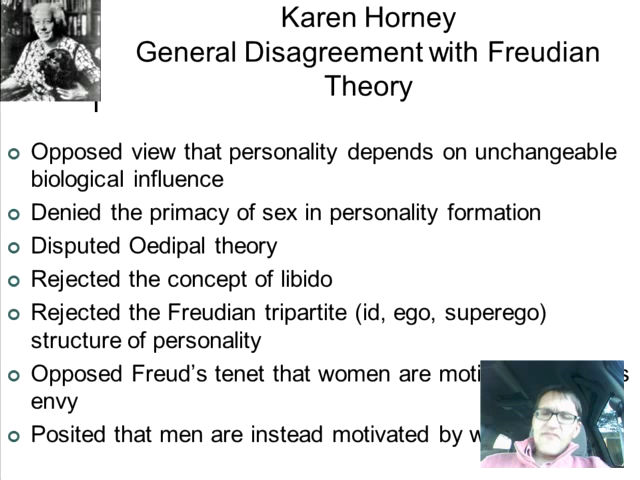 Karen Horney
General Disagreement with Freudian
Theory
Opposed view that personality depends on unchangeable
biological influence
Denied the primacy of sex in personality formation
Disputed Oedipal theory
Rejected the concept of libido
Rejected the Freudian tripartite (id, ego, superego)
structure of personality
Opposed Freud's tenet that women are
envy
Posited that men are instead motivated by